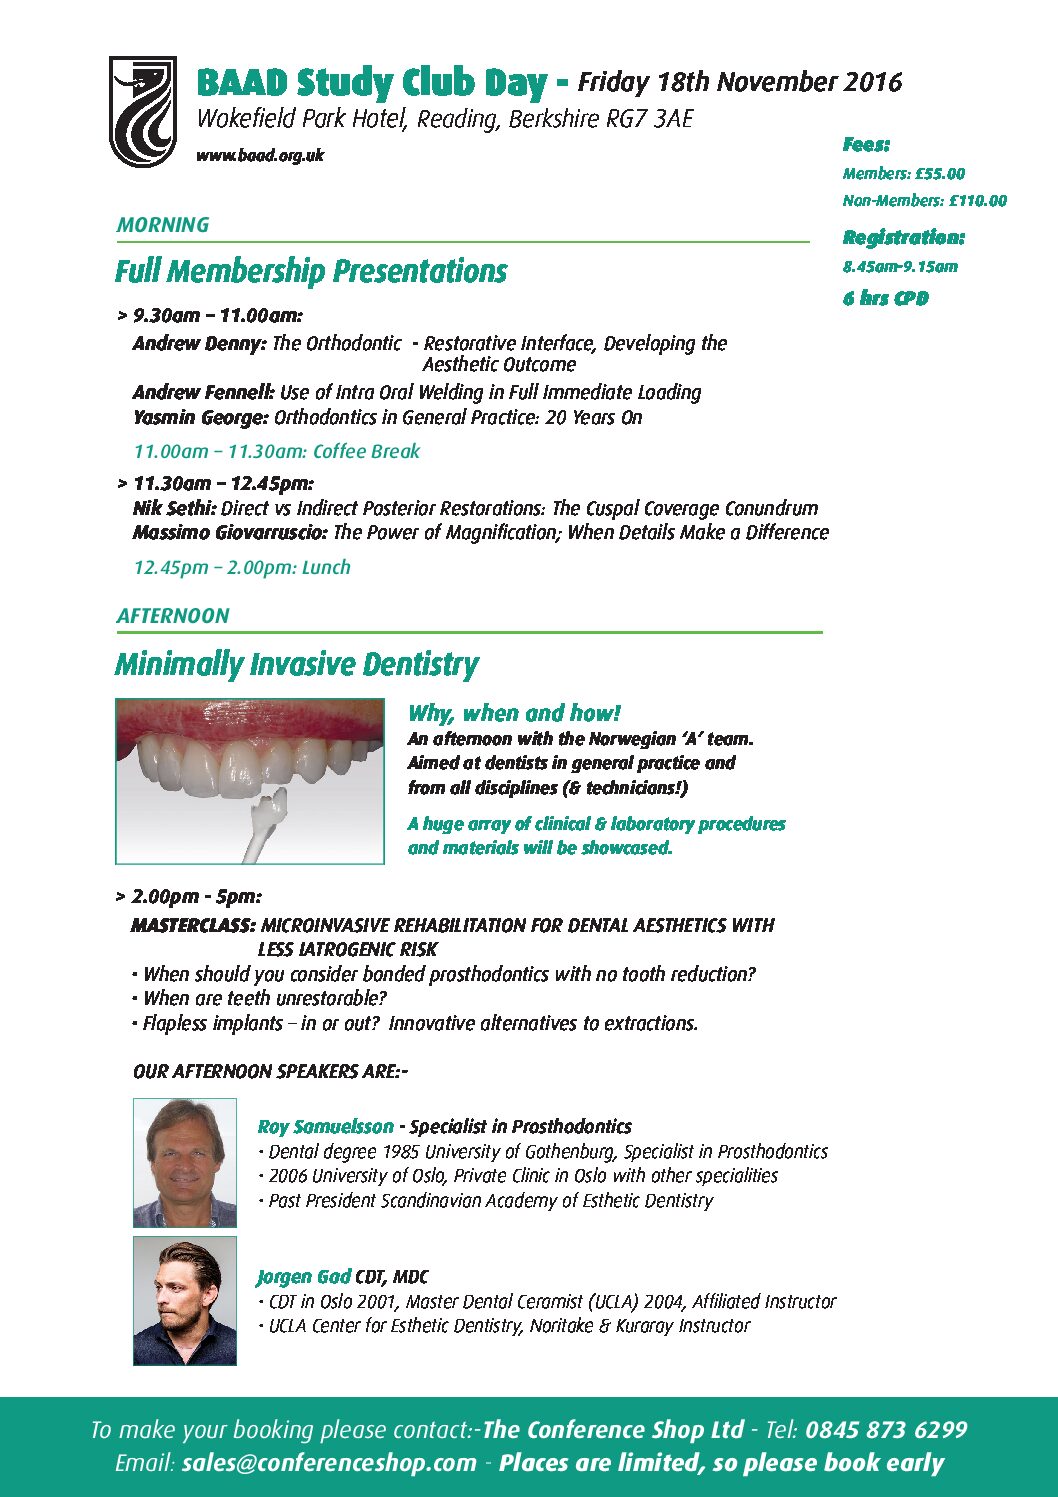 BAAD Study Club Day - Friday 18th November 2016
Wokefield Park Hotel, Reading, Berkshire RG7 3AE
www.baad.org.uk
Fees:
Members: £55.00
Non-Members: £110.00
Registration:
8.45am-9.15am
6 hrs CPD
MORNING
Full Membership Presentations
> 9.30am – 11.00am:
Andrew Denny: The Orthodontic - Restorative Interface, Developing the
Aesthetic Outcome
Andrew Fennell: Use of Intra Oral Welding in Full Immediate Loading
Yasmin George: Orthodontics in General Practice: 20 Years On
11.00am – 11.30am: Coffee Break
> 11.30am – 12.45pm:
Nik Sethi: Direct vs Indirect Posterior Restorations: The Cuspal Coverage Conundrum
Massimo Giovarruscio: The Power of Magnification; When Details Make a Difference
12.45pm – 2.00pm: Lunch
AFTERNOON
Minimally Invasive Dentistry
Why, when and how!
An afternoon with the Norwegian ‘A’ team.
Aimed at dentists in general practice and
from all disciplines (& technicians!)
A huge array of clinical & laboratory procedures
and materials will be showcased.
> 2.00pm - 5pm:
MASTERCLASS: MICROINVASIVE REHABILITATION FOR DENTAL AESTHETICS WITH
LESS IATROGENIC RISK
• When should you consider bonded prosthodontics with no tooth reduction?
• When are teeth unrestorable?
• Flapless implants – in or out? Innovative alternatives to extractions.
OUR AFTERNOON SPEAKERS ARE:-
Roy Samuelsson - Specialist in Prosthodontics
• Dental degree 1985 University of Gothenburg, Specialist in Prosthodontics
• 2006 University of Oslo, Private Clinic in Oslo with other specialities
• Past President Scandinavian Academy of Esthetic Dentistry
Jorgen Gad CDT, MDC
• CDT in Oslo 2001, Master Dental Ceramist (UCLA) 2004, Affiliated Instructor
• UCLA Center for Esthetic Dentistry, Noritake & Kuraray Instructor
To make your booking please contact:-The Conference Shop Ltd - Tel: 0845 873 6299
Email: sales@conferenceshop.com - Places are limited, so please book early